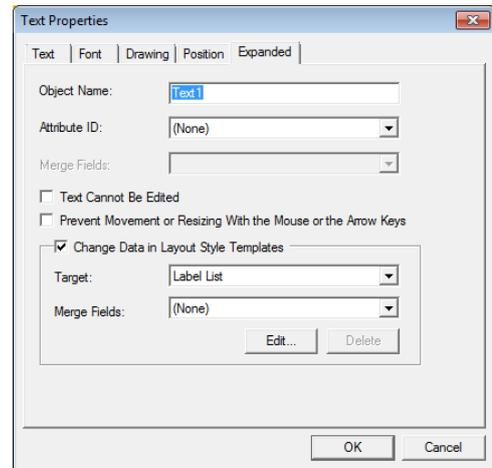 Text Properties
Text Font Drawing Position Expanded
Object Name: Text1
Attribute ID: (None)
Merge Fields:
Text Cannot Be Edited
Prevent Movement or Resizing With the Mouse or the Arrow Keys
Change Data in Layout Style Templates
Target: Label List
Merge Fields: (None)
Edit... Delete
OK Cancel